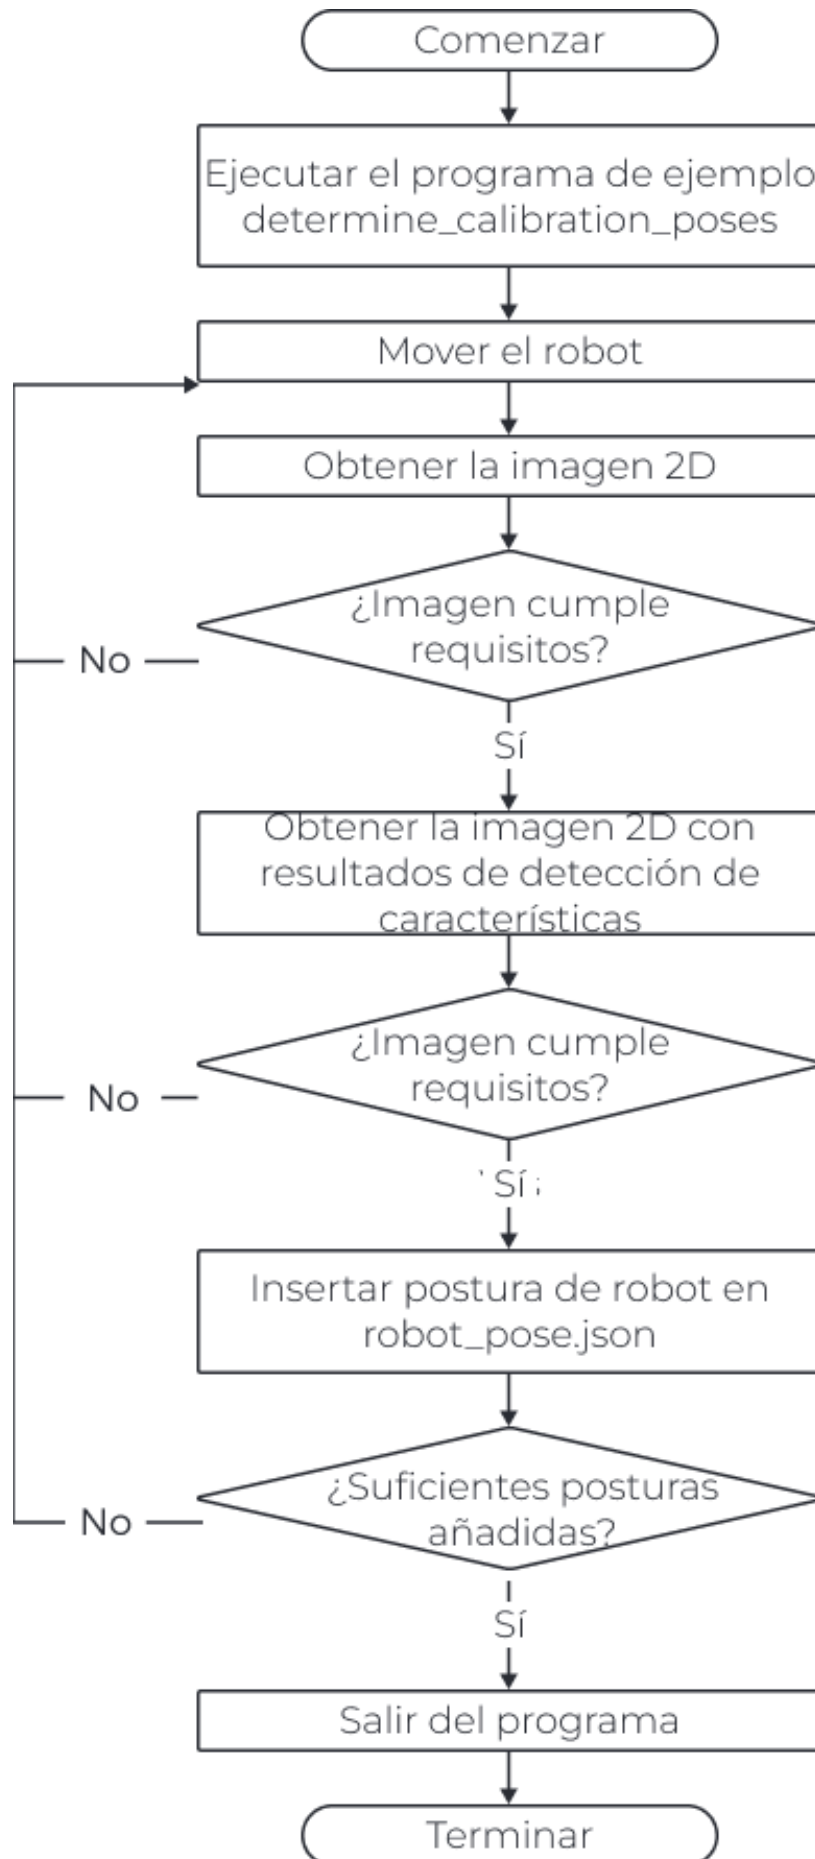 Comenzar
Ejecutar el programa de ejemplo
determine_calibration_poses
Mover el robot
Obtener la imagen 2D
¿Imagen cumple
requisitos?
No
Sí
Obtener la imagen 2D con
resultados de detección de
características
¿Imagen cumple
requisitos?
No
Sí
Insertar postura de robot en
robot_pose.json
¿Suficientes posturas
añadidas?
No
Sí
Salir del programa
Terminar